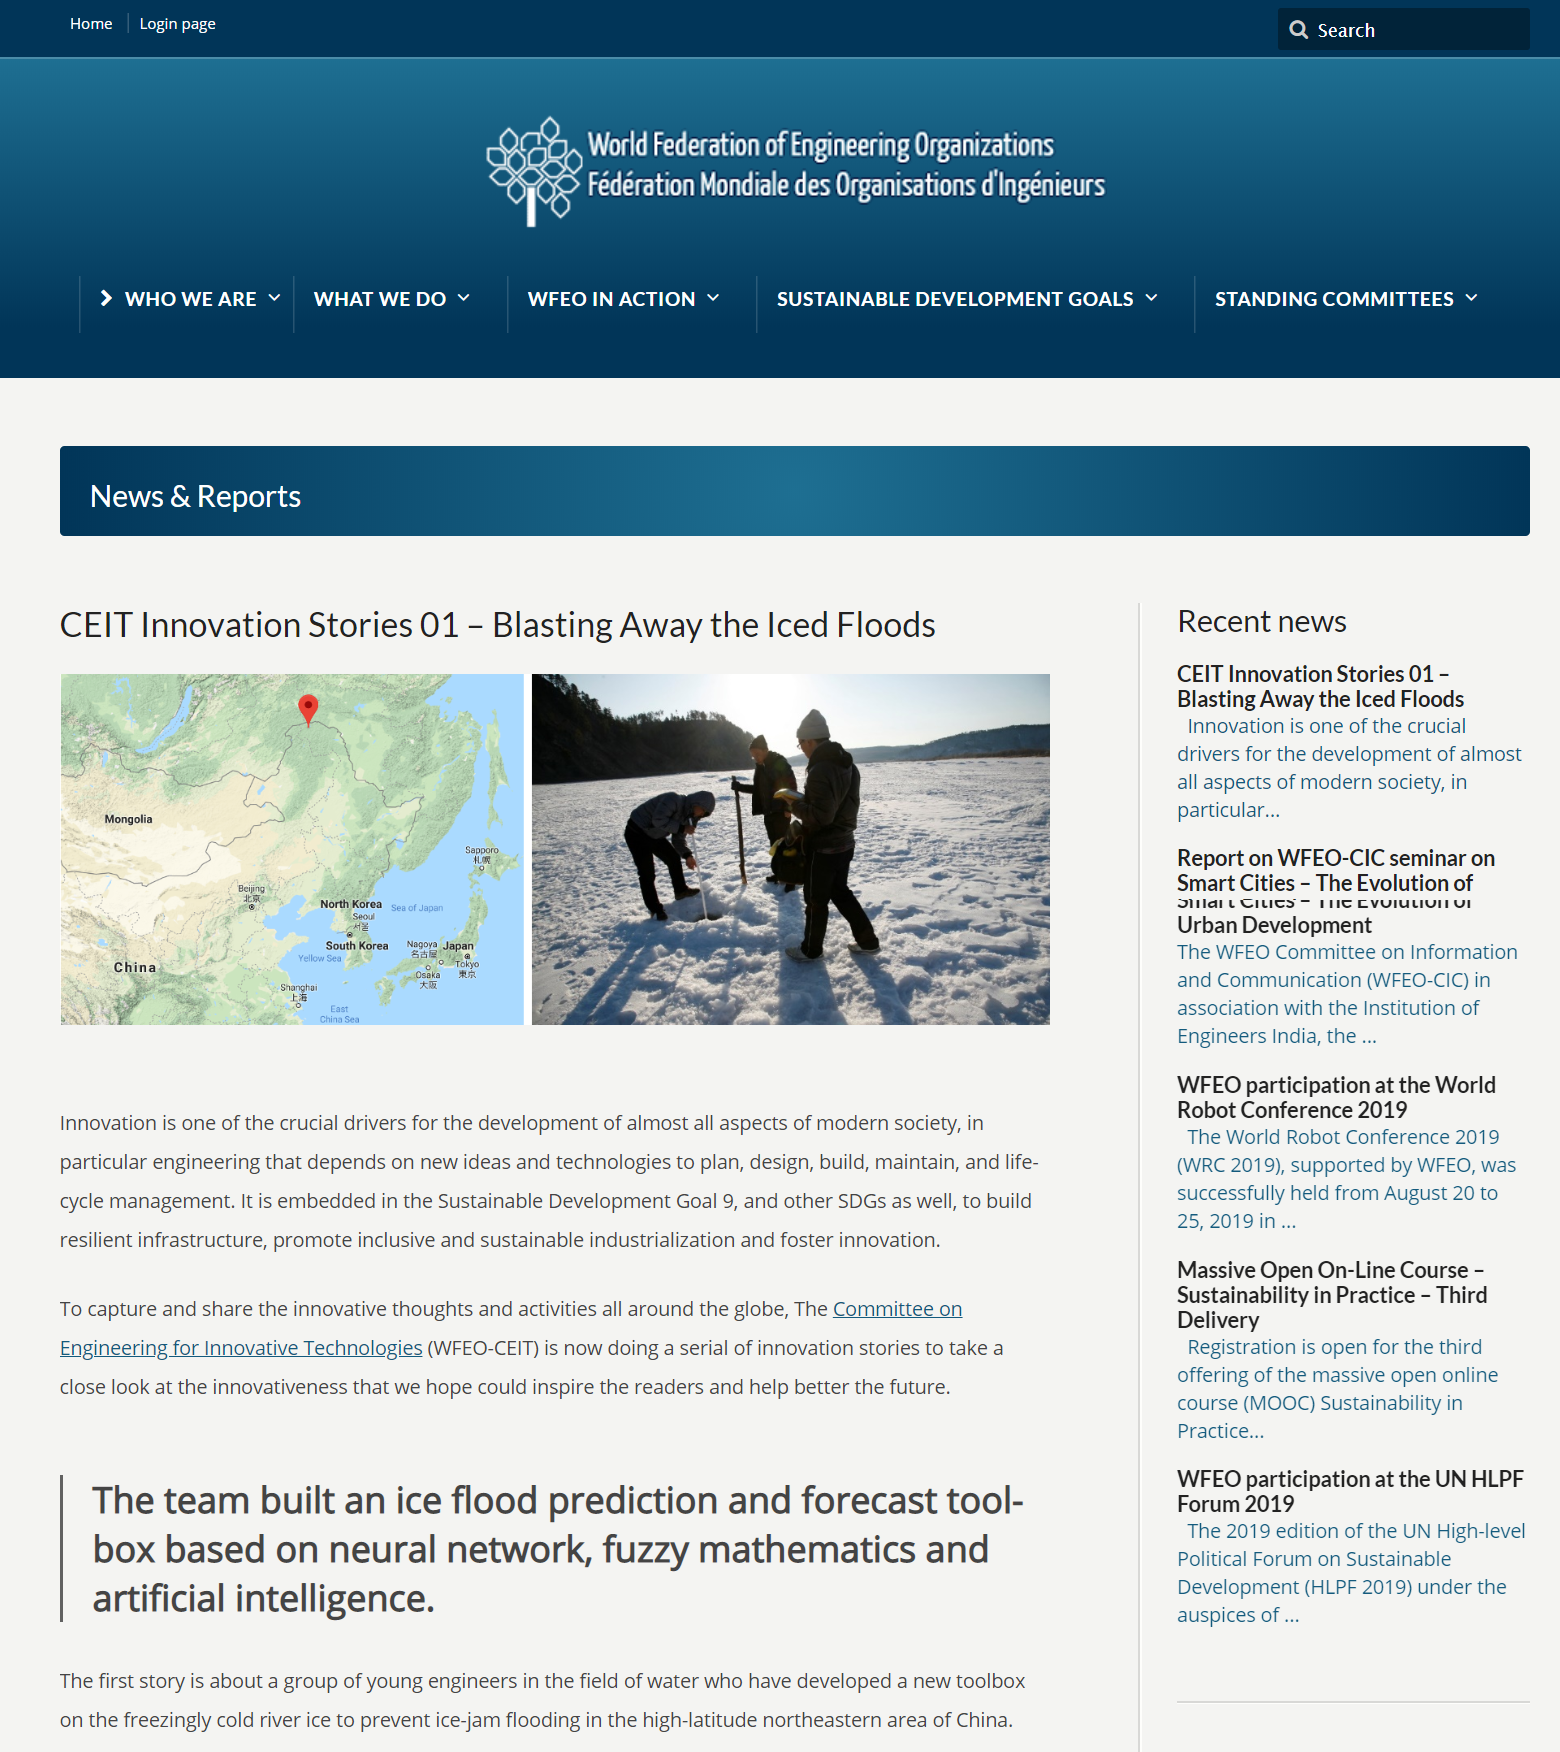 Home
Login page
Search
World Federation of Engineering Organizations
Fédération Mondiale des Organisations d'Ingénieurs
WHO WE ARE
WHAT WE DO
WFEO IN ACTION
SUSTAINABLE DEVELOPMENT GOALS
STANDING COMMITTEES
News & Reports
CEIT Innovation Stories 01 – Blasting Away the Iced Floods
Mongolia
Sapporo
札幌
Beijing
北京
North Korea
Sea of Japan
Seoul
서울
South Korea
Nagoya
名古屋
Japan
Yellow Sea
Tokyo
東京
China
Osaka
大阪
Shanghai
上海
East
China Sea
Innovation is one of the crucial drivers for the development of almost all aspects of modern society, in
particular engineering that depends on new ideas and technologies to plan, design, build, maintain, and life-
cycle management. It is embedded in the Sustainable Development Goal 9, and other SDGs as well, to build
resilient infrastructure, promote inclusive and sustainable industrialization and foster innovation.
To capture and share the innovative thoughts and activities all around the globe, The Committee on
Engineering for Innovative Technologies (WFEO-CEIT) is now doing a serial of innovation stories to take a
close look at the innovativeness that we hope could inspire the readers and help better the future.
The team built an ice flood prediction and forecast tool-
box based on neural network, fuzzy mathematics and
artificial intelligence.
The first story is about a group of young engineers in the field of water who have developed a new toolbox
on the freezingly cold river ice to prevent ice-jam flooding in the high-latitude northeastern area of China.
Recent news
CEIT Innovation Stories 01 –
Blasting Away the Iced Floods
Innovation is one of the crucial
drivers for the development of almost
all aspects of modern society, in
particular...
Report on WFEO-CIC seminar on
Smart Cities – The Evolution of
Smart Cities – The Evolution of
Urban Development
The WFEO Committee on Information
and Communication (WFEO-CIC) in
association with the Institution of
Engineers India, the ...
WFEO participation at the World
Robot Conference 2019
The World Robot Conference 2019
(WRC 2019), supported by WFEO, was
successfully held from August 20 to
25, 2019 in ...
Massive Open On-Line Course –
Sustainability in Practice – Third
Delivery
Registration is open for the third
offering of the massive open online
course (MOOC) Sustainability in
Practice...
WFEO participation at the UN HLPF
Forum 2019
The 2019 edition of the UN High-level
Political Forum on Sustainable
Development (HLPF 2019) under the
auspices of ...